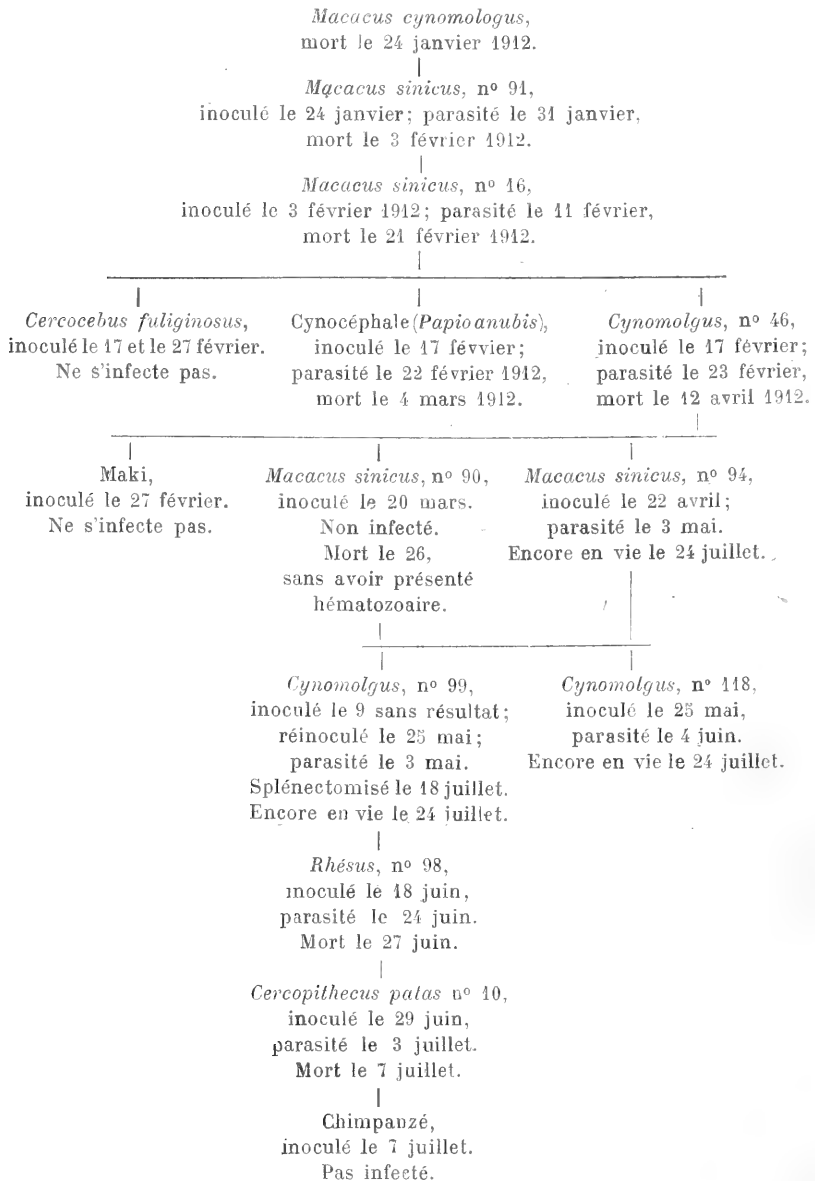 Macacus cynomologus,
mort le 24 janvier 1912.
Macacus sinicus, nº 91,
inoculé le 24 janvier; parasité le 31 janvier,
mort le 3 février 1912.
Macacus sinicus, nº 16,
inoculé le 3 février 1912; parasité le 11 février,
mort le 21 février 1912.
Cercocebus fuliginosus,
inoculé le 17 et le 27 février.
Ne s'infecte pas.
Cynocéphale (Papio anubis),
inoculé le 17 févvier;
parasité le 22 février 1912,
mort le 4 mars 1912.
Cynomolgus, nº 46,
inoculé le 17 février;
parasité le 23 février,
mort le 12 avril 1912.
Maki,
inoculé le 27 février.
Ne s'infecte pas.
Macacus sinicus, nº 90,
inoculé le 20 mars.
Non infecté.
Mort le 26,
sans avoir présenté
hématozoaire.
Macacus sinicus, nº 94,
inoculé le 22 avril;
parasité le 3 mai.
Encore en vie le 24 juillet.
Cynomolgus, nº 99,
inoculé le 9 sans résultat;
réinoculé le 25 mai;
parasité le 3 mai.
Splénectomisé le 18 juillet.
Encore en vie le 24 juillet.
Cynomolgus, nº 118,
inoculé le 25 mai,
parasité le 4 juin.
Encore en vie le 24 juillet.
Rhésus, nº 98,
inoculé le 18 juin,
parasité le 24 juin.
Mort le 27 juin.
Cercopithecus patas nº 10,
inoculé le 29 juin,
parasité le 3 juillet.
Mort le 7 juillet.
Chimpanzé,
inoculé le 7 juillet.
Pas infecté.